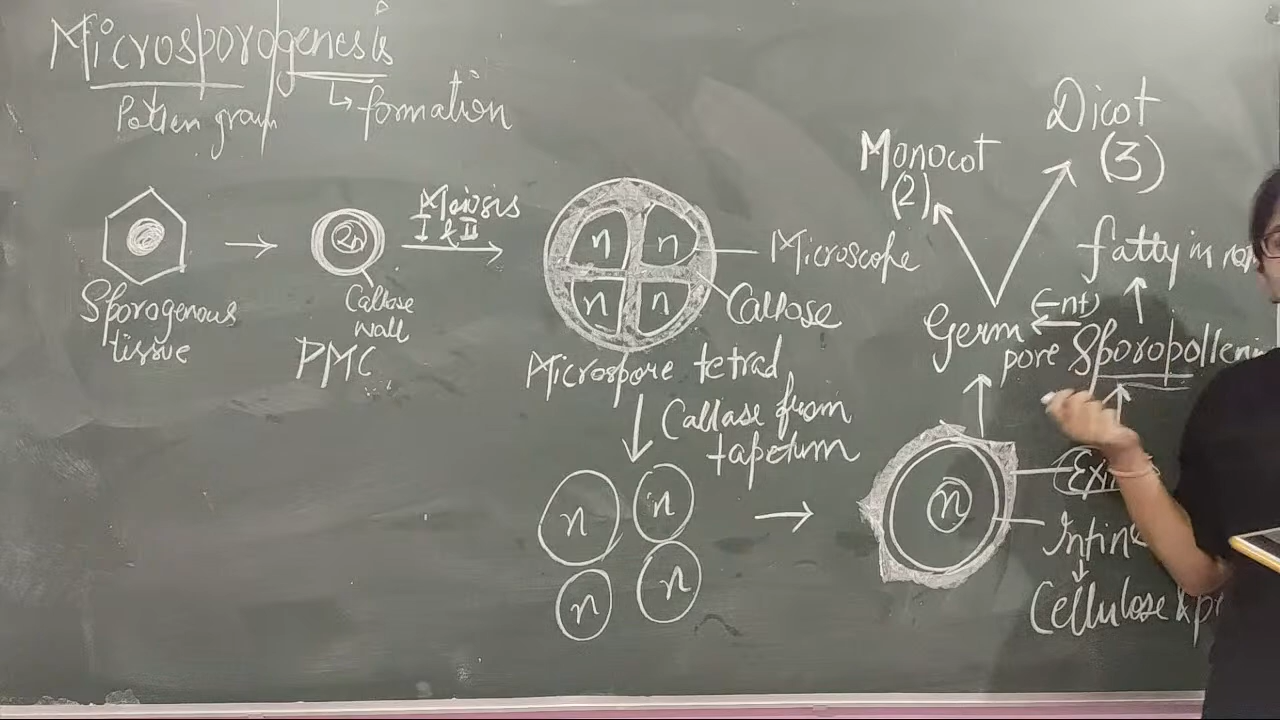 Microsporogenesis
Pollen grain
↳ formation
Sporogenous
tissue
2n
Callose
wall
PMC
Meiosis
I & II
n n
n n
Microscope
Callose
Microspore tetrad
Callase from
tapetum
n n
n n
n
Monocot
(2)
Dicot
(3)
Germ
pore
fatty in
Sporopolleni
Intine
Cellulose & p